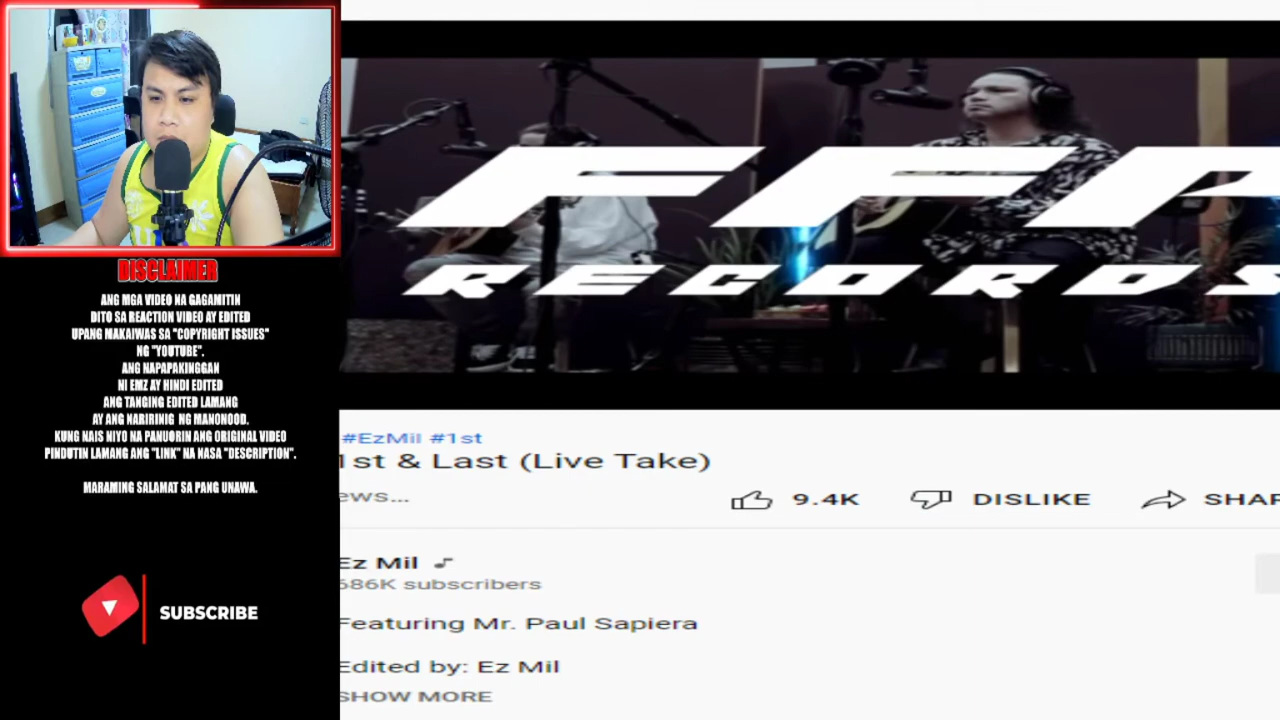 DISCLAIMER
ANG MGA VIDEO NA GAGAMITIN
DITO SA REACTION VIDEO AY EDITED
UPANG MAKAIWAS SA "COPYRIGHT ISSUES"
NG "YOUTUBE".
ANG NAPAPAKINGGAN
NI EMZ AY HINDI EDITED
ANG TANGING EDITED LAMANG
AY ANG NARIRINIG NG MANONOOD.
KUNG NAIS NIYO NA PANUORIN ANG ORIGINAL VIDEO
PINDUTIN LAMANG ANG "LINK" NA NASA "DESCRIPTION".
MARAMING SALAMAT SA PANG UNAWA.
SUBSCRIBE
FFP
RECORDS
#EzMil #1st
1st & Last (Live Take)
ews...
9.4K
DISLIKE
SHAR
Ez Mil
686K subscribers
Featuring Mr. Paul Sapiera
Edited by: Ez Mil
SHOW MORE